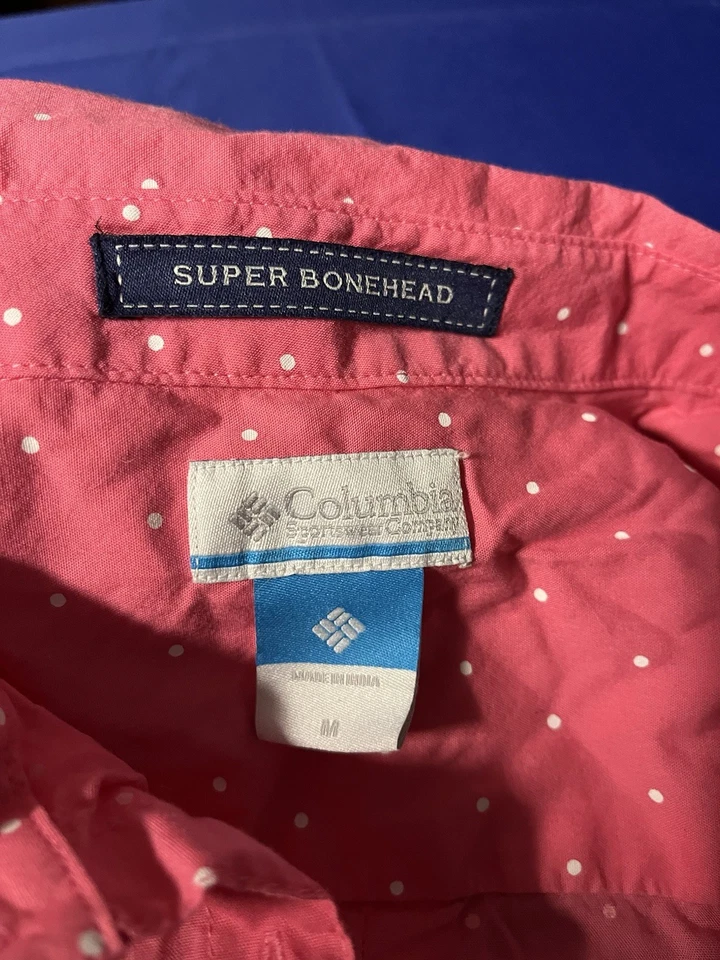 SUPER BONEHEAD
Columbia
Sportswear Company
MADE IN INDIA
M